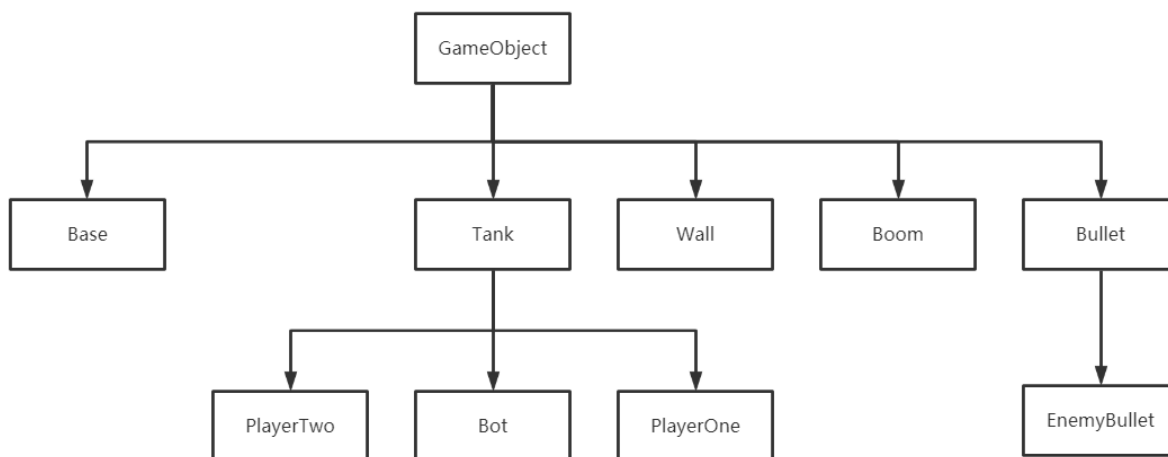 GameObject
Base
Tank
Wall
Boom
Bullet
PlayerTwo
Bot
PlayerOne
EnemyBullet